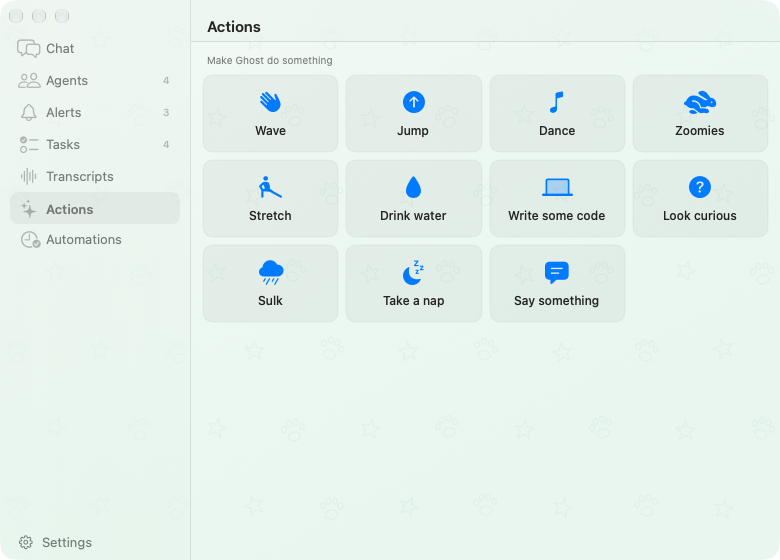 Actions
Chat
Agents 4
Alerts 3
Tasks 4
Transcripts
Actions
Automations
Settings
Make Ghost do something
Wave
Jump
Dance
Zoomies
Stretch
Drink water
Write some code
Look curious
Sulk
Take a nap
Say something